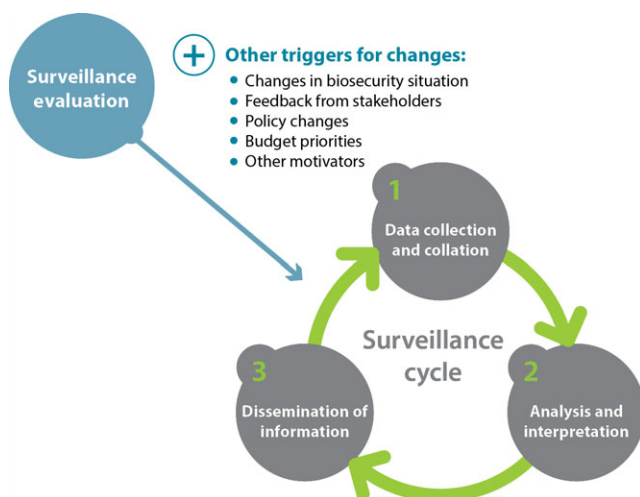 Surveillance
evaluation
+
Other triggers for changes:
• Changes in biosecurity situation
• Feedback from stakeholders
• Policy changes
• Budget priorities
• Other motivators
1
Data collection
and collation
Surveillance
cycle
2
Analysis and
interpretation
3
Dissemination of
information